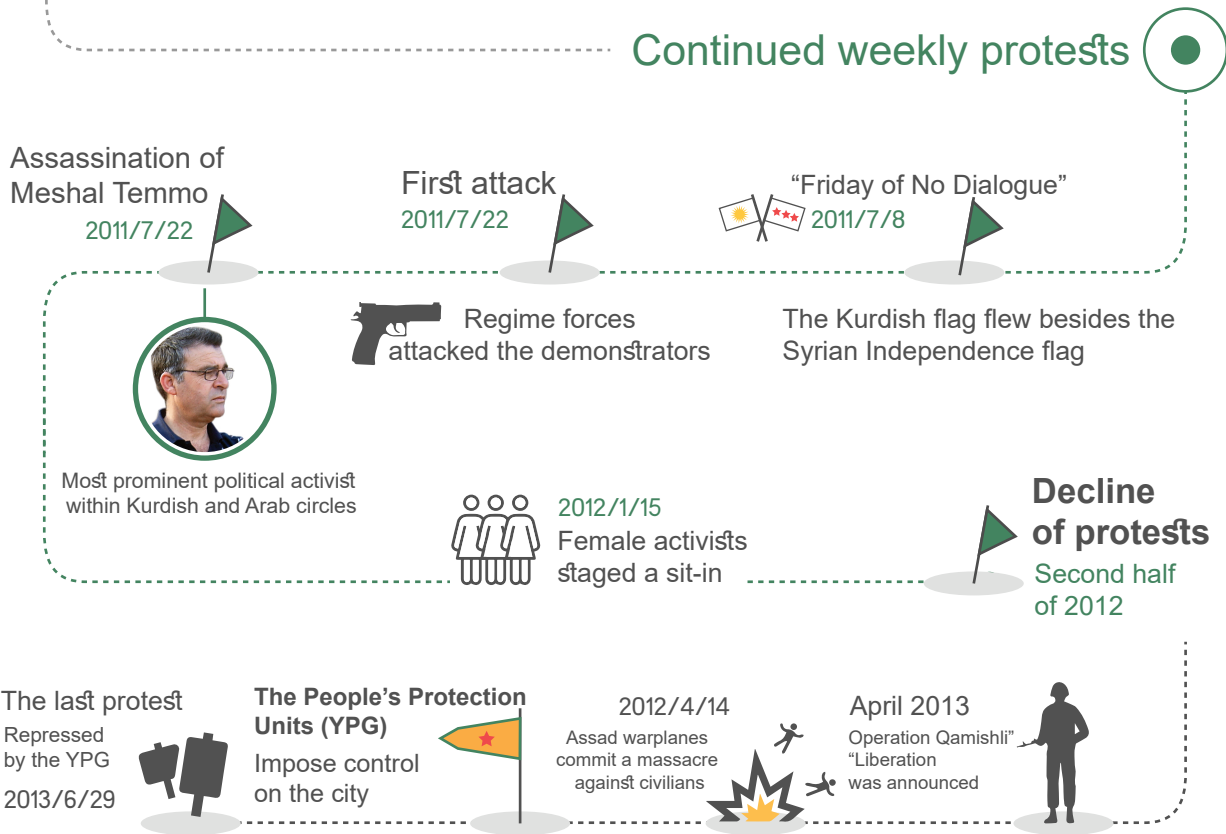 Continued weekly protests
“Friday of No Dialogue”
2011/7/8
The Kurdish flag flew besides the
Syrian Independence flag
First attack
2011/7/22
Regime forces
attacked the demonstrators
Assassination of
Meshal Temmo
2011/7/22
Most prominent political activist
within Kurdish and Arab circles
2012/1/15
Female activists
staged a sit-in
Decline
of protests
Second half
of 2012
April 2013
Operation Qamishli”
“Liberation
was announced
2012/4/14
Assad warplanes
commit a massacre
against civilians
The People’s Protection
Units (YPG)
Impose control
on the city
The last protest
Repressed
by the YPG
2013/6/29